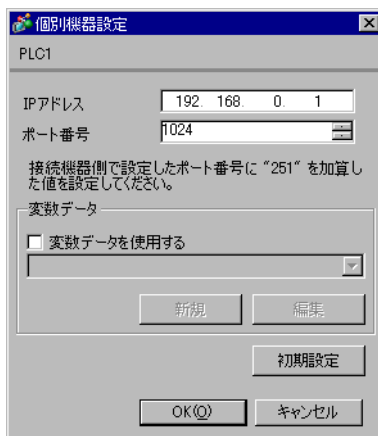 個別機器設定
PLC1
IPアドレス 192. 168. 0. 1
ポート番号 1024
接続機器側で設定したポート番号に "251" を加算し
た値を設定してください。
変数データ
変数データを使用する
新規 編集
初期設定
OK(O) キャンセル